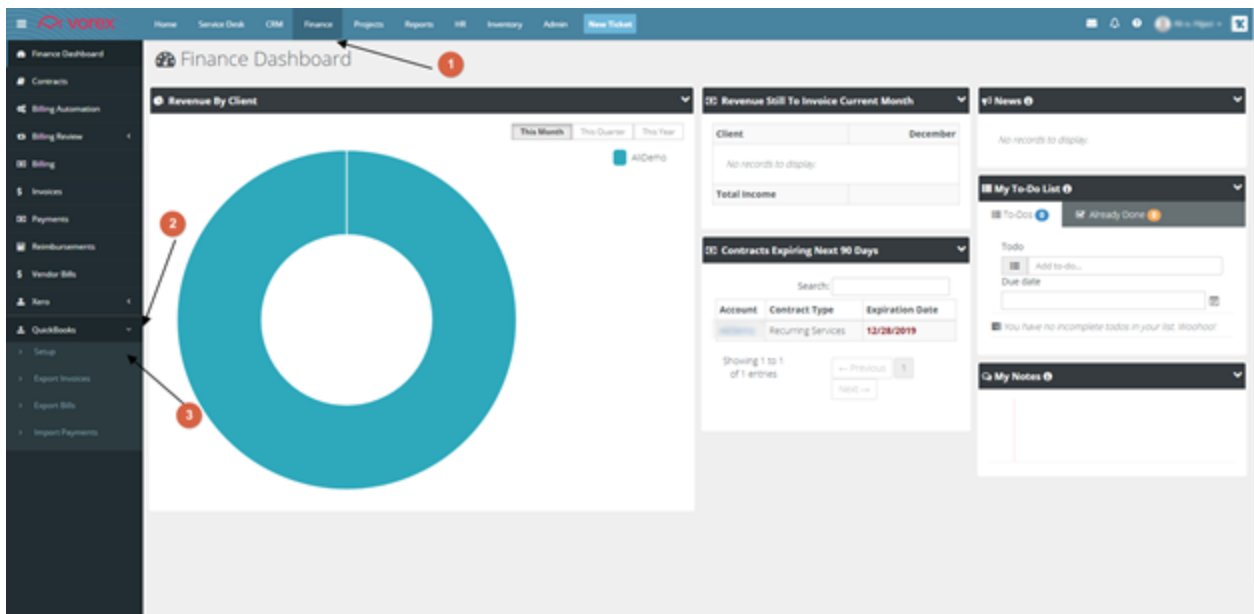 vorex Home Service Desk CRM Finance Projects Reports HR Inventory Admin New Ticket
Finance Dashboard
Contracts
Billing Automation
Billing Review
Billing
Invoices
Payments
Reimbursements
Vendor Bills
Xero
QuickBooks
Setup
Export Invoices
Export Bills
Import Payments
Finance Dashboard
1
2
3
Revenue By Client
This Month This Quarter This Year
AliDemo
Revenue Still To Invoice Current Month
Client December
No records to display.
Total Income
Contracts Expiring Next 90 Days
Search:
Account Contract Type Expiration Date
Recurring Services 12/28/2019
Showing 1 to 1
of 1 entries
← Previous 1
Next →
News
No records to display.
My To-Do List
To-Dos 0 Already Done 0
Todo
Add to-do...
Due date
You have no incomplete todos in your list. Woohoo!
My Notes